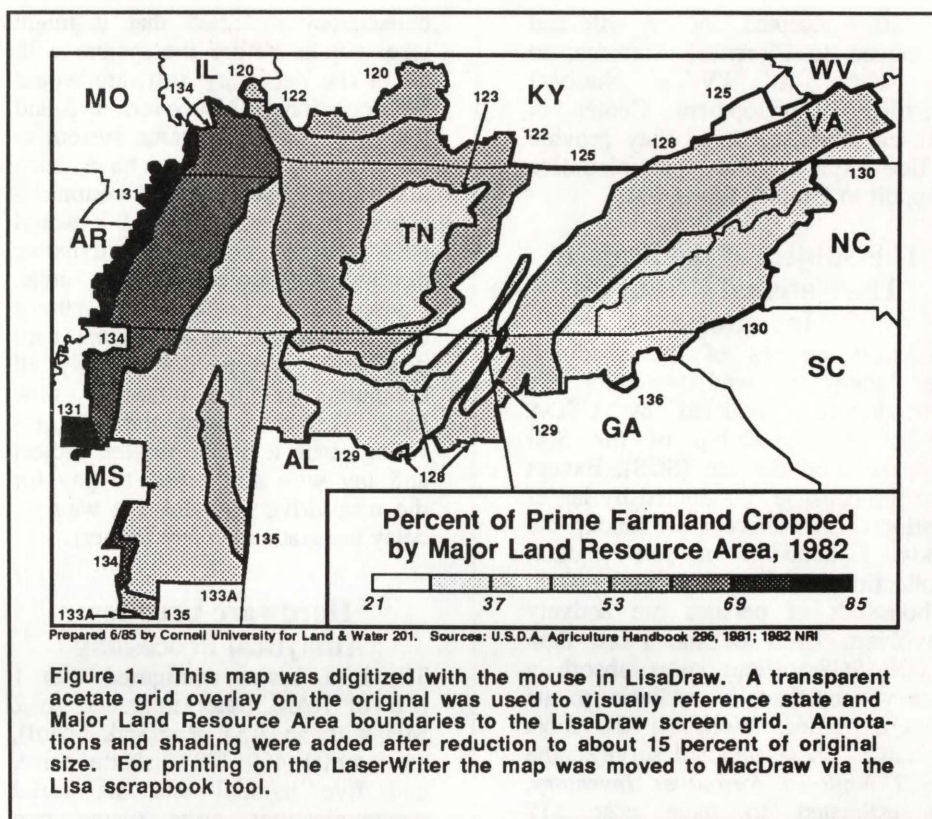 IL
120
120
WV
134
MO
122
123
KY
125
VA
122
128
125
130
131
AR
TN
NC
134
130
SC
131
136
GA
MS
AL
129
129
128
Percent of Prime Farmland Cropped
by Major Land Resource Area, 1982
135
134
133A
133A
135
21 37 53 69 85
Prepared 6/85 by Cornell University for Land & Water 201. Sources: U.S.D.A. Agriculture Handbook 296, 1981; 1982 NRI
Figure 1. This map was digitized with the mouse in LisaDraw. A transparent
acetate grid overlay on the original was used to visually reference state and
Major Land Resource Area boundaries to the LisaDraw screen grid. Annota-
tions and shading were added after reduction to about 15 percent of original
size. For printing on the LaserWriter the map was moved to MacDraw via the
Lisa scrapbook tool.